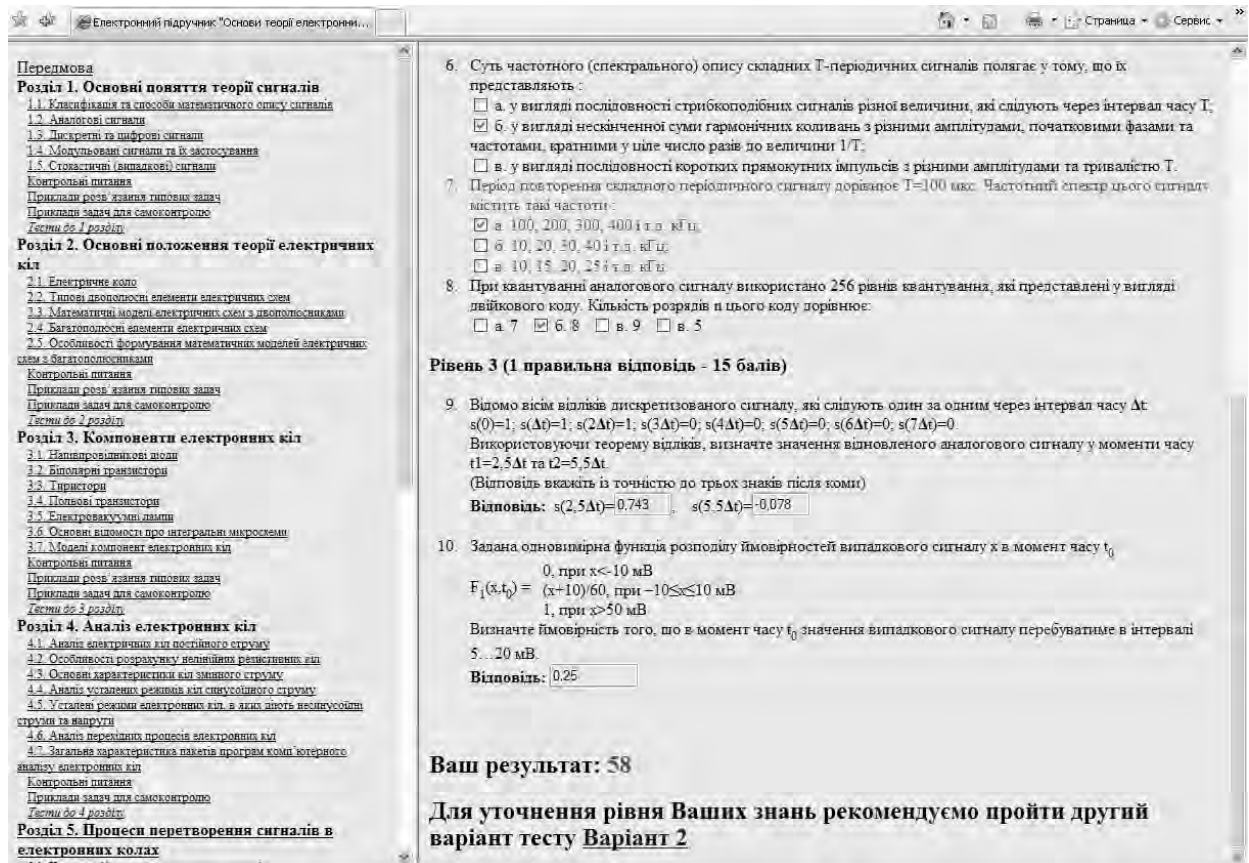 Електронний підручник "Основи теорії електронни...
Страница
Сервис
Передмова
Розділ 1. Основні поняття теорії сигналів
1.1. Класифікація та способи математичного опису сигналів
1.2. Аналогові сигнали
1.3. Дискретні та цифрові сигнали
1.4. Модульовані сигнали та їх застосування
1.5. Стохастичні (випадкові) сигнали
Контрольні питання
Приклади розв`язання типових задач
Приклади задач для самоконтролю
Тести до 1 розділу
Розділ 2. Основні положення теорії електричних
кіл
2.1. Електричне коло
2.2. Типові двополюсні елементи електричних схем
2.3. Математичні моделі електричних схем з двополюсниками
2.4. Багатополюсні елементи електричних схем
2.5. Особливості формування математичних моделей електричних
схем з багатополюсниками
Контрольні питання
Приклади розв`язання типових задач
Приклади задач для самоконтролю
Тести до 2 розділу
Розділ 3. Компоненти електронних кіл
3.1. Напівпровідникові діоди
3.2. Біполярні транзистори
3.3. Тиристори
3.4. Польові транзистори
3.5. Електровакуумні лампи
3.6. Основні відомості про інтегральні мікросхеми
3.7. Моделі компонент електронних кіл
Контрольні питання
Приклади розв`язання типових задач
Приклади задач для самоконтролю
Тести до 3 розділу
Розділ 4. Аналіз електронних кіл
4.1. Аналіз електричних кіл постійного струму
4.2. Особливості розрахунку нелінійних резистивних кіл
4.3. Основні характеристики кіл змінного струму
4.4. Аналіз усталених режимів кіл синусоїдного струму
4.5. Усталені режими електронних кіл, в яких діють несинусоїдні
струми та напруги
4.6. Аналіз перехідних процесів електронних кіл
4.7. Загальна характеристика пакетів програм комп`ютерного
аналізу електронних кіл
Контрольні питання
Приклади задач для самоконтролю
Тести до 4 розділу
Розділ 5. Процеси перетворення сигналів в
електронних колах
6. Суть частотного (спектрального) опису складних Т-періодичних сигналів полягає у тому, що їх
представляють :
а. у вигляді послідовності стрибкоподібних сигналів різної величини, які слідують через інтервал часу Т;
б. у вигляді нескінченної суми гармонічних коливань з різними амплітудами, початковими фазами та
частотами, кратними у ціле число разів до величини 1/Т;
в. у вигляді послідовності коротких прямокутних імпульсів з різними амплітудами та тривалістю Т.
7. Період повторення складного періодичного сигналу дорівнює Т=100 мкс. Частотний спектр цього сигналу
містить такі частоти :
а. 100, 200, 300, 400 і т.д. кГц;
б. 10, 20, 30, 40 і т.д. кГц;
в. 10, 15, 20, 25 і т.д. кГц
8. При квантуванні аналогового сигналу використано 256 рівнів квантування, які представлені у вигляді
двійкового коду. Кількість розрядів n цього коду дорівнює:
а. 7 б. 8 в. 9 в. 5
Рівень 3 (1 правильна відповідь - 15 балів)
9. Відомо вісім відліків дискретизованого сигналу, які слідують один за одним через інтервал часу Δt:
s(0)=1; s(Δt)=1; s(2Δt)=1; s(3Δt)=0; s(4Δt)=0; s(5Δt)=0; s(6Δt)=0; s(7Δt)=0.
Використовуючи теорему відліків, визначте значення відновленого аналогового сигналу у моменти часу
t1=2,5Δt та t2=5,5Δt.
(Відповідь вкажіть із точністю до трьох знаків після коми)
Відповідь: s(2,5Δt)= 0,743 , s(5.5Δt)= -0,078
10. Задана одновимірна функція розподілу ймовірностей випадкового сигналу x в момент часу t0
0, при x<-10 мВ
F1(x,t0) = (x+10)/60, при −10≤x≤10 мВ
1, при x>50 мВ
Визначте ймовірність того, що в момент часу t0 значення випадкового сигналу перебуватиме в інтервалі
5…20 мВ.
Відповідь: 0,25
Ваш результат: 58
Для уточнення рівня Ваших знань рекомендуємо пройти другий
варіант тесту Варіант 2